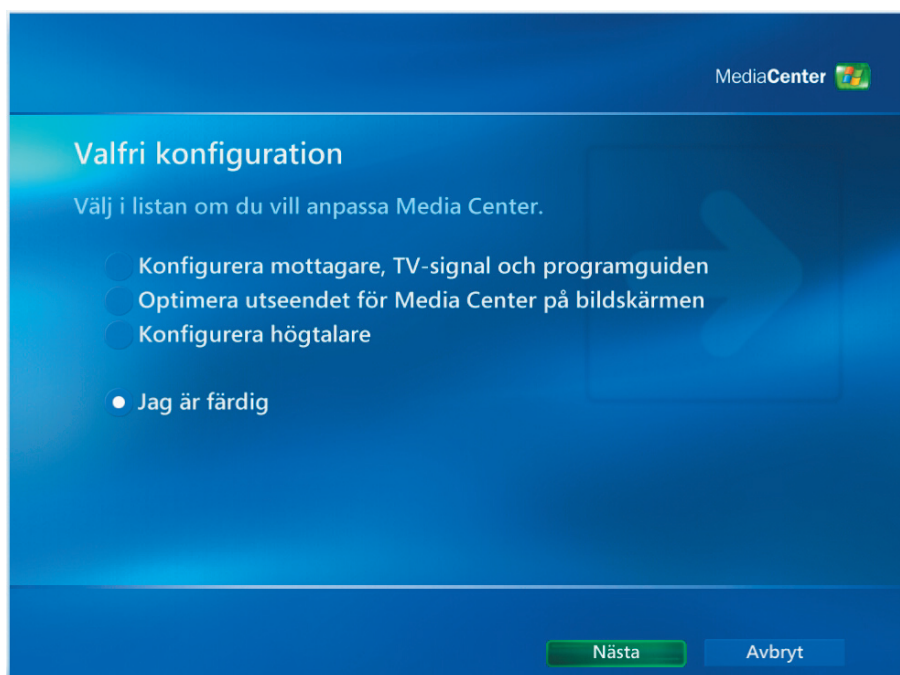 MediaCenter
Valfri konfiguration
Välj i listan om du vill anpassa Media Center.
Konfigurera mottagare, TV-signal och programguiden
Optimera utseendet för Media Center på bildskärmen
Konfigurera högtalare
Jag är färdig
Nästa
Avbryt